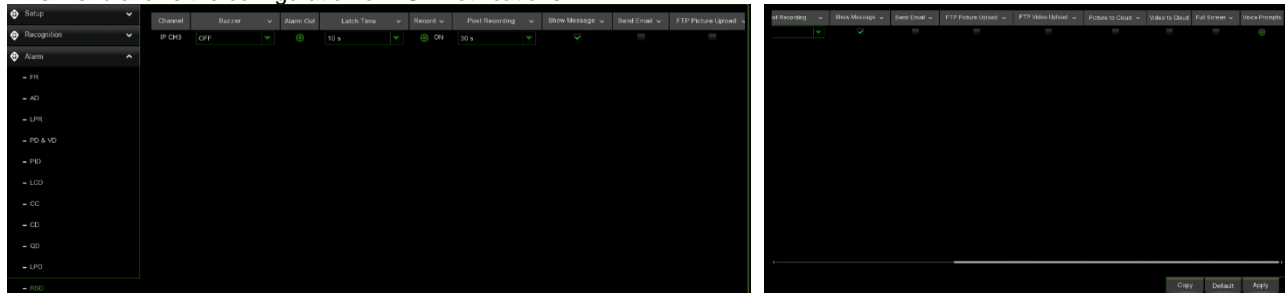 Setup
Recognition
Alarm
FR
AD
LPR
PD & VD
PID
LCD
CC
CD
QD
LPD
RSD
Channel Buzzer Alarm Out Latch Time Record Post Recording Show Message Send Email FTP Picture Upload
IP CH3 OFF 10 s ON 30 s
Recording Show Message Send Email FTP Picture Upload FTP Video Upload Picture to Cloud Video to Cloud Full Screen Voice Prompts
Copy Default Apply